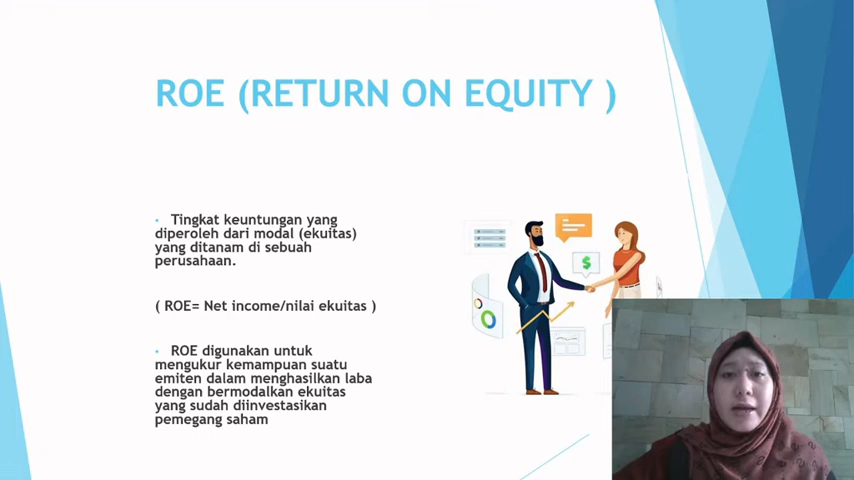 ROE (RETURN ON EQUITY )
• Tingkat keuntungan yang
diperoleh dari modal (ekuitas)
yang ditanam di sebuah
perusahaan.
( ROE= Net income/nilai ekuitas )
• ROE digunakan untuk
mengukur kemampuan suatu
emiten dalam menghasilkan laba
dengan bermodalkan ekuitas
yang sudah diinvestasikan
pemegang saham
$